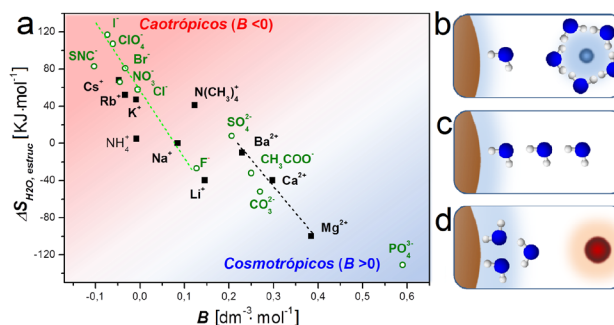 a
Caotrópicos (B <0)
I⁻
ClO₄⁻
SNC⁻
Br⁻
NO₃⁻
Cl⁻
Cs⁺
Rb⁺
K⁺
N(CH₃)₄⁺
NH₄⁺
Na⁺
F⁻
Li⁺
SO₄²⁻
Ba²⁺
CH₃COO⁻
Ca²⁺
CO₃²⁻
Mg²⁺
PO₄³⁻
Cosmotrópicos (B >0)
ΔS H2O, estruc [KJ·mol⁻¹]
120
80
40
0
-40
-80
-120
-0,1
0,0
0,1
0,2
0,3
0,4
0,5
0,6
B [dm⁻³·mol⁻¹]
b
c
d